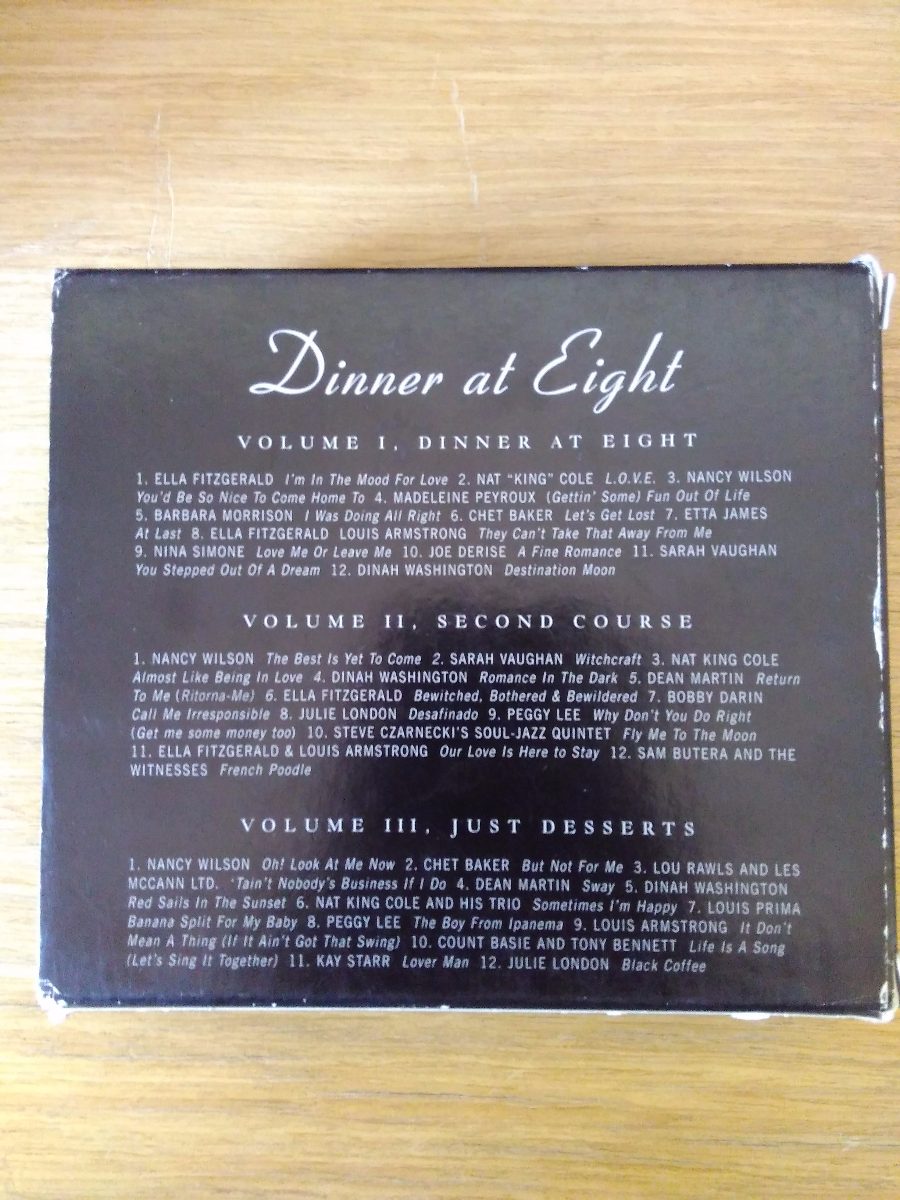 Dinner at Eight
VOLUME I, DINNER AT EIGHT
1. ELLA FITZGERALD I'm In The Mood For Love 2. NAT "KING" COLE L.O.V.E. 3. NANCY WILSON
You'd Be So Nice To Come Home To 4. MADELEINE PEYROUX (Gettin' Some) Fun Out Of Life
5. BARBARA MORRISON I Was Doing All Right 6. CHET BAKER Let's Get Lost 7. ETTA JAMES
At Last 8. ELLA FITZGERALD LOUIS ARMSTRONG They Can't Take That Away From Me
9. NINA SIMONE Love Me Or Leave Me 10. JOE DERISE A Fine Romance 11. SARAH VAUGHAN
You Stepped Out Of A Dream 12. DINAH WASHINGTON Destination Moon
VOLUME II, SECOND COURSE
1. NANCY WILSON The Best Is Yet To Come 2. SARAH VAUGHAN Witchcraft 3. NAT KING COLE
Almost Like Being In Love 4. DINAH WASHINGTON Romance In The Dark 5. DEAN MARTIN Return
To Me (Ritorna-Me) 6. ELLA FITZGERALD Bewitched, Bothered & Bewildered 7. BOBBY DARIN
Call Me Irresponsible 8. JULIE LONDON Desafinado 9. PEGGY LEE Why Don't You Do Right
(Get me some money too) 10. STEVE CZARNECKI'S SOUL-JAZZ QUINTET Fly Me To The Moon
11. ELLA FITZGERALD & LOUIS ARMSTRONG Our Love Is Here to Stay 12. SAM BUTERA AND THE
WITNESSES French Poodle
VOLUME III, JUST DESSERTS
1. NANCY WILSON Oh! Look At Me Now 2. CHET BAKER But Not For Me 3. LOU RAWLS AND LES
MCCANN LTD. 'Tain't Nobody's Business If I Do 4. DEAN MARTIN Sway 5. DINAH WASHINGTON
Red Sails In The Sunset 6. NAT KING COLE AND HIS TRIO Sometimes I'm Happy 7. LOUIS PRIMA
Banana Split For My Baby 8. PEGGY LEE The Boy From Ipanema 9. LOUIS ARMSTRONG It Don't
Mean A Thing (If It Ain't Got That Swing) 10. COUNT BASIE AND TONY BENNETT Life Is A Song
(Let's Sing It Together) 11. KAY STARR Lover Man 12. JULIE LONDON Black Coffee